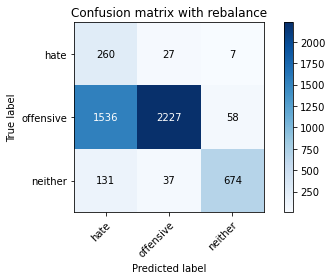 Confusion matrix with rebalance
True label
hate
260 27 7
offensive
1536 2227 58
neither
131 37 674
hate
offensive
neither
Predicted label
2000
1750
1500
1250
1000
750
500
250